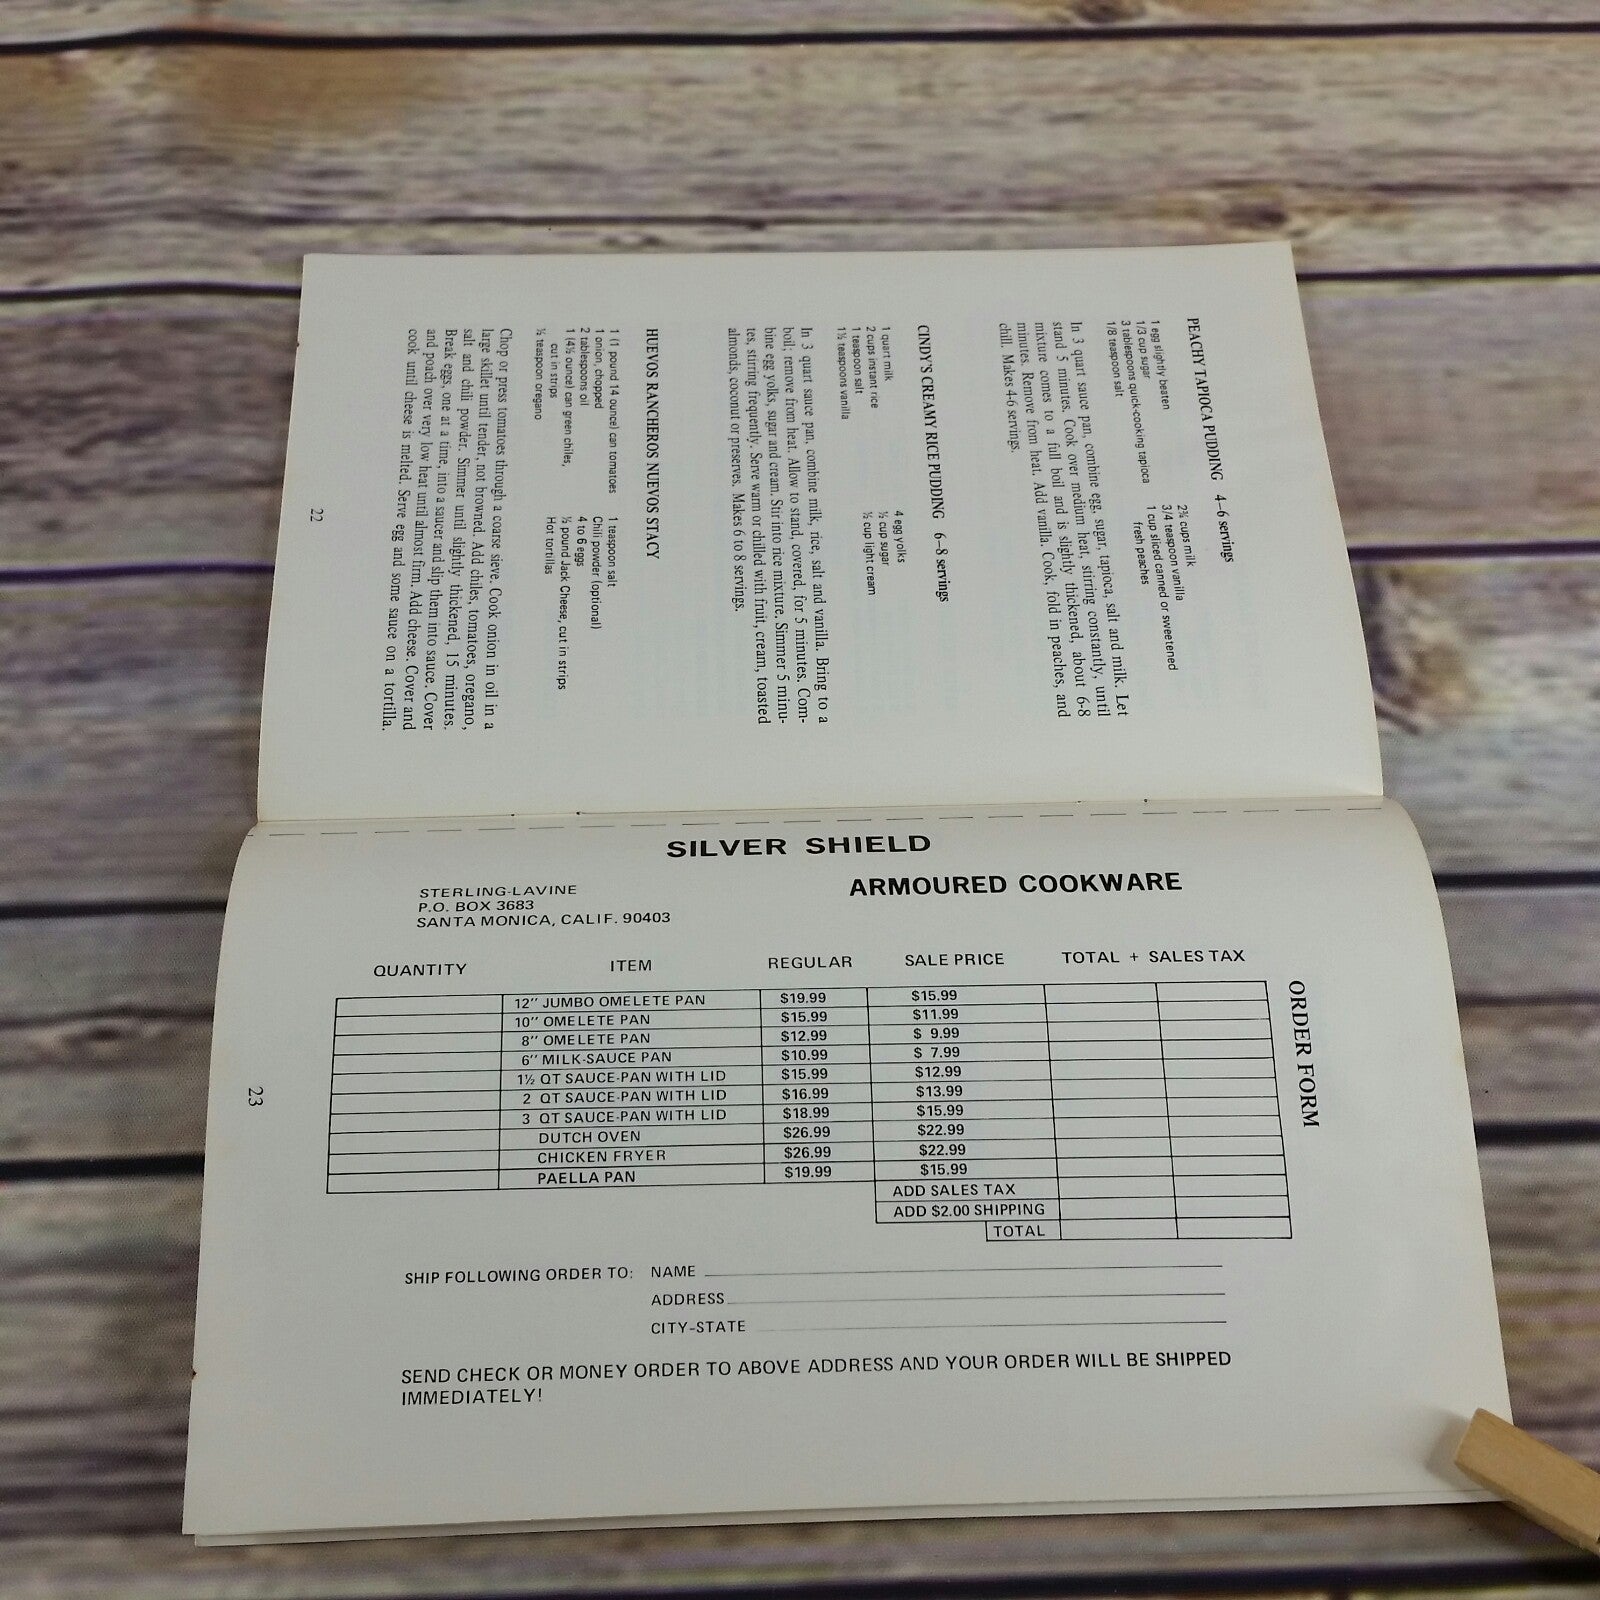 PEACHY TAPIOCA PUDDING 4–6 servings
1 egg slightly beaten
1/3 cup sugar
3 tablespoons quick-cooking tapioca
1/8 teaspoon salt
2¾ cups milk
3/4 teaspoon vanilla
1 cup sliced canned or sweetened
fresh peaches
In 3 quart sauce pan, combine egg, sugar, tapioca, salt and milk. Let
stand 5 minutes. Cook over medium heat, stirring constantly, until
mixture comes to a full boil and is slightly thickened, about 6-8
minutes. Remove from heat. Add vanilla. Cook, fold in peaches, and
chill. Makes 4-6 servings.
CINDY'S CREAMY RICE PUDDING 6–8 servings
1 quart milk
2 cups instant rice
1 teaspoon salt
1½ teaspoons vanilla
4 egg yolks
½ cup sugar
½ cup light cream
In 3 quart sauce pan, combine milk, rice, salt and vanilla. Bring to a
boil; remove from heat. Allow to stand, covered, for 5 minutes. Com-
bine egg yolks, sugar and cream. Stir into rice mixture. Simmer 5 minu-
tes, stirring frequently. Serve warm or chilled with fruit, cream, toasted
almonds, coconut or preserves. Makes 6 to 8 servings.
HUEVOS RANCHEROS NUEVOS STACY
1 (1 pound 14 ounce) can tomatoes
1 onion, chopped
2 tablespoons oil
1 (4½ ounce) can green chiles,
cut in strips
½ teaspoon oregano
1 teaspoon salt
Chili powder (optional)
4 to 6 eggs
½ pound Jack Cheese, cut in strips
Hot tortillas
Chop or press tomatoes through a coarse sieve. Cook onion in oil in a
large skillet until tender, not browned. Add chiles, tomatoes, oregano,
salt and chili powder. Simmer until slightly thickened, 15 minutes.
Break eggs, one at a time, into a saucer and slip them into sauce. Cover
and poach over very low heat until almost firm. Add cheese. Cover and
cook until cheese is melted. Serve egg and some sauce on a tortilla.
22
SILVER SHIELD
ARMOURED COOKWARE
STERLING-LAVINE
P.O. BOX 3683
SANTA MONICA, CALIF. 90403
QUANTITY ITEM REGULAR SALE PRICE TOTAL + SALES TAX
12" JUMBO OMELETE PAN $19.99 $15.99
10" OMELETE PAN $15.99 $11.99
8" OMELETE PAN $12.99 $ 9.99
6" MILK-SAUCE PAN $10.99 $ 7.99
1½ QT SAUCE-PAN WITH LID $15.99 $12.99
2 QT SAUCE-PAN WITH LID $16.99 $13.99
3 QT SAUCE-PAN WITH LID $18.99 $15.99
DUTCH OVEN $26.99 $22.99
CHICKEN FRYER $26.99 $22.99
PAELLA PAN $19.99 $15.99
ADD SALES TAX
ADD $2.00 SHIPPING
TOTAL
ORDER FORM
SHIP FOLLOWING ORDER TO: NAME
ADDRESS
CITY-STATE
SEND CHECK OR MONEY ORDER TO ABOVE ADDRESS AND YOUR ORDER WILL BE SHIPPED
IMMEDIATELY!
23